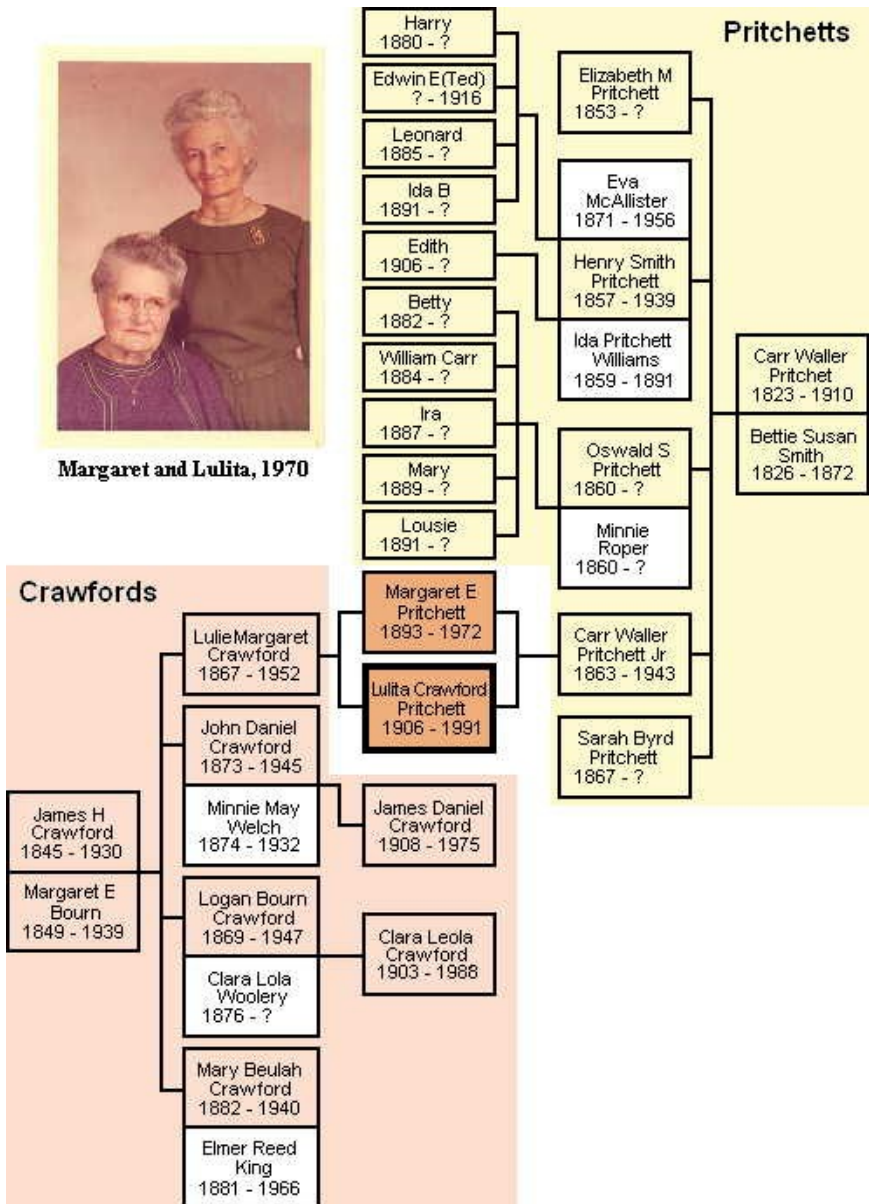 Pritchetts
Harry
1880 - ?
Edwin E(Ted)
? - 1916
Leonard
1885 - ?
Ida B
1891 - ?
Edith
1906 - ?
Betty
1882 - ?
William Carr
1884 - ?
Ira
1887 - ?
Mary
1889 - ?
Lousie
1891 - ?
Elizabeth M
Pritchett
1853 - ?
Eva
McAllister
1871 - 1956
Henry Smith
Pritchett
1857 - 1939
Ida Pritchett
Williams
1859 - 1891
Oswald S
Pritchett
1860 - ?
Minnie
Roper
1860 - ?
Carr Waller
Pritchett Jr
1863 - 1943
Sarah Byrd
Pritchett
1867 - ?
Carr Waller
Pritchet
1823 - 1910
Bettie Susan
Smith
1826 - 1872
Margaret and Lulita, 1970
Crawfords
Margaret E
Pritchett
1893 - 1972
Lulita Crawford
Pritchett
1906 - 1991
Lulie Margaret
Crawford
1867 - 1952
John Daniel
Crawford
1873 - 1945
Minnie May
Welch
1874 - 1932
James Daniel
Crawford
1908 - 1975
James H
Crawford
1845 - 1930
Margaret E
Bourn
1849 - 1939
Logan Bourn
Crawford
1869 - 1947
Clara Lola
Woolery
1876 - ?
Clara Leola
Crawford
1903 - 1988
Mary Beulah
Crawford
1882 - 1940
Elmer Reed
King
1881 - 1966